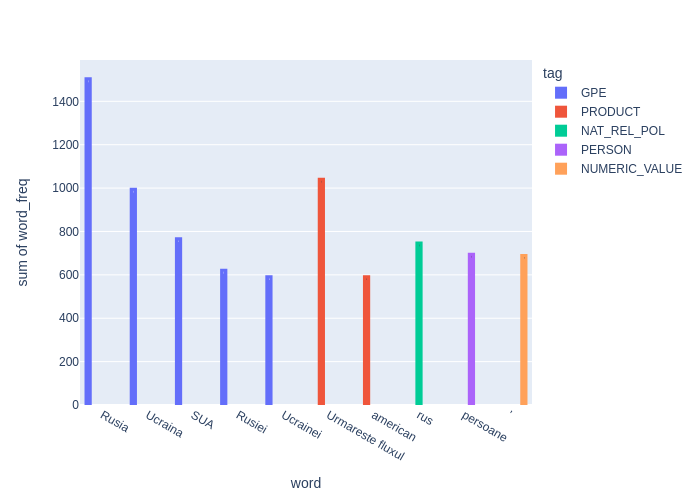 tag
GPE
PRODUCT
NAT_REL_POL
PERSON
NUMERIC_VALUE
sum of word_freq
1400
1200
1000
800
600
400
200
0
Rusia
Ucraina
SUA
Rusiei
Ucrainei
Urmareste fluxul
american
rus
persoane
word